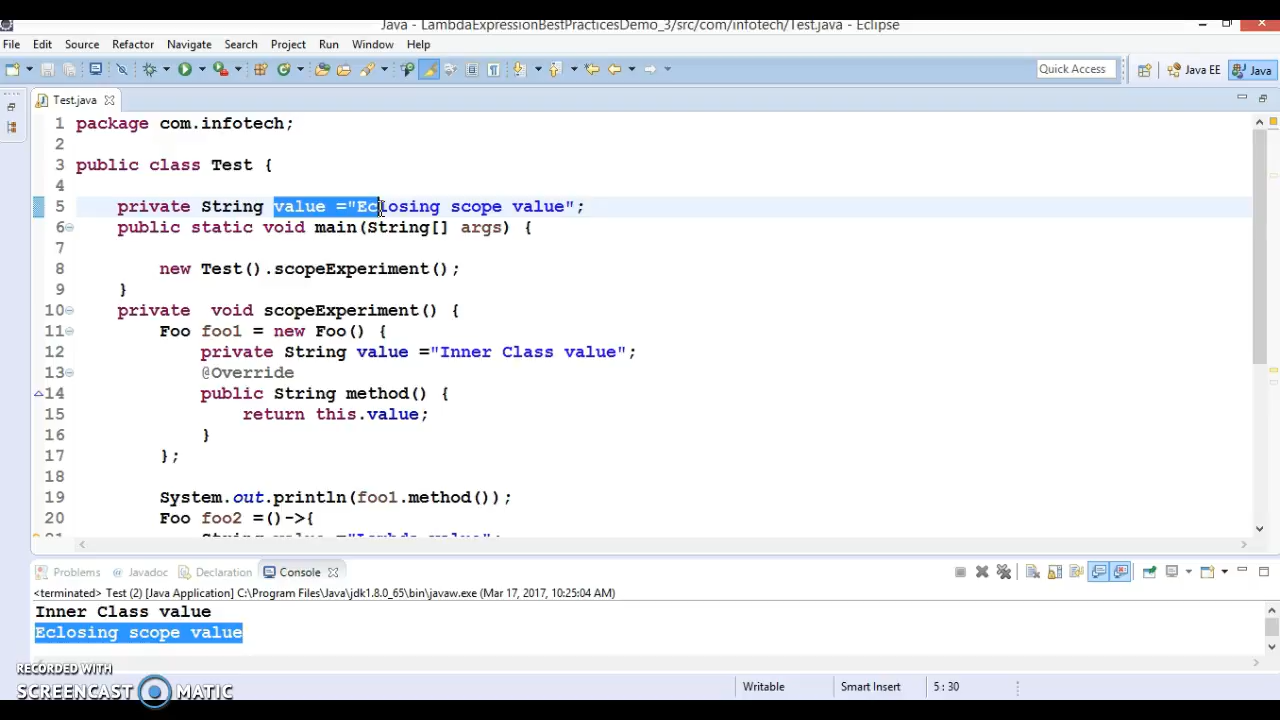 Java - LambdaExpressionBestPracticesDemo_3/src/com/infotech/Test.java - Eclipse
File Edit Source Refactor Navigate Search Project Run Window Help
Quick Access Java EE Java
Test.java
1 package com.infotech;
2
3 public class Test {
4
5 private String value ="Eclosing scope value";
6 public static void main(String[] args) {
7
8 new Test().scopeExperiment();
9 }
10 private void scopeExperiment() {
11 Foo foo1 = new Foo() {
12 private String value ="Inner Class value";
13 @Override
14 public String method() {
15 return this.value;
16 }
17 };
18
19 System.out.println(foo1.method());
20 Foo foo2 =()->{
Problems Javadoc Declaration Console
<terminated> Test (2) [Java Application] C:\Program Files\Java\jdk1.8.0_65\bin\javaw.exe (Mar 17, 2017, 10:25:04 AM)
Inner Class value
Eclosing scope value
RECORDED WITH
SCREENCAST MATIC
Writable Smart Insert 5 : 30